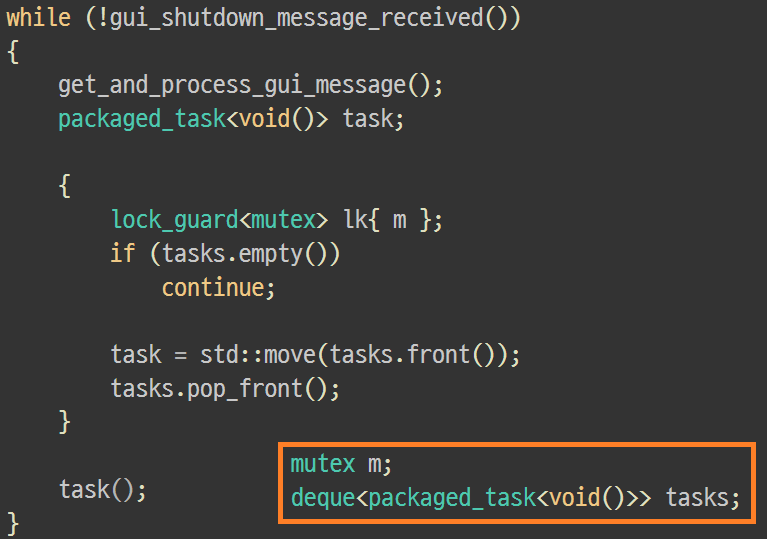 while (!gui_shutdown_message_received())
{
    get_and_process_gui_message();
    packaged_task<void()> task;

    {
        lock_guard<mutex> lk{ m };
        if (tasks.empty())
            continue;

        task = std::move(tasks.front());
        tasks.pop_front();
    }

    task();
}
mutex m;
deque<packaged_task<void()>> tasks;